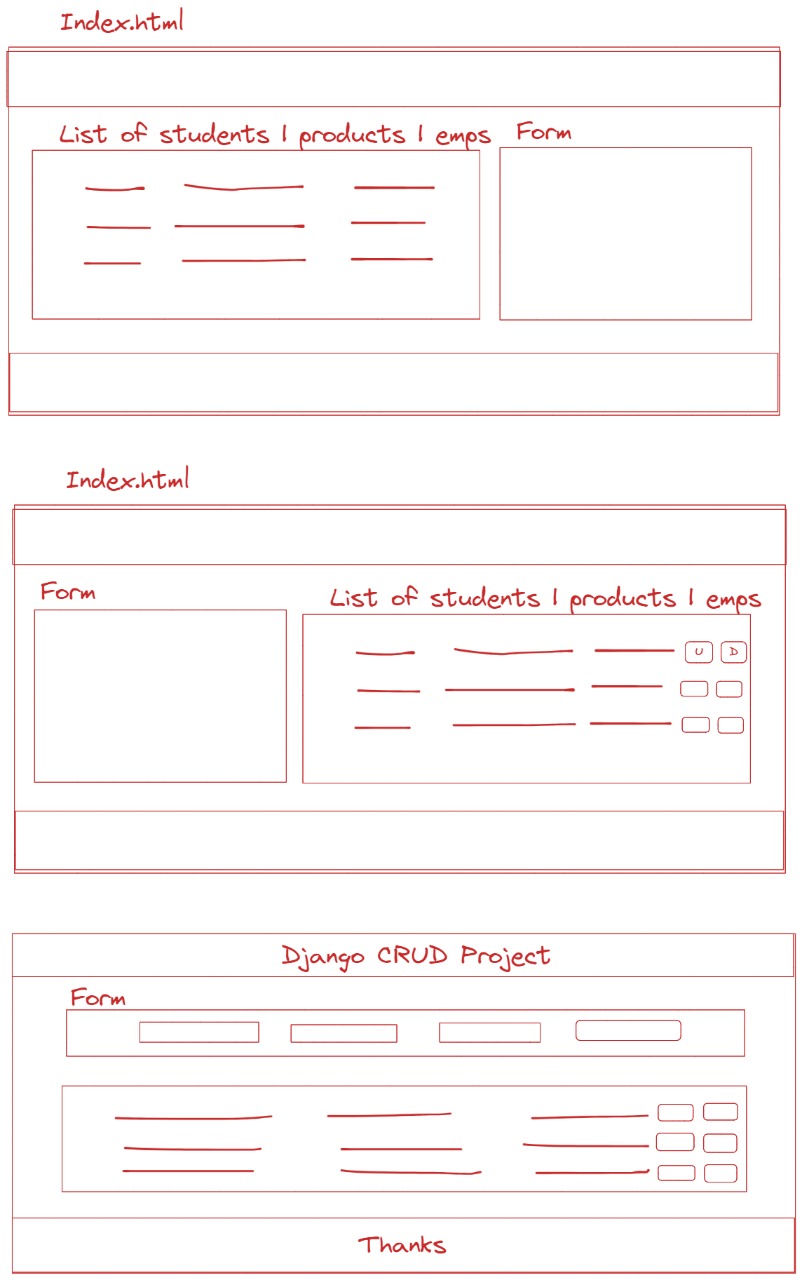 Index.html
List of students | products | emps
Form
Index.html
Form
List of students | products | emps
U D
Django CRUD Project
Form
Thanks